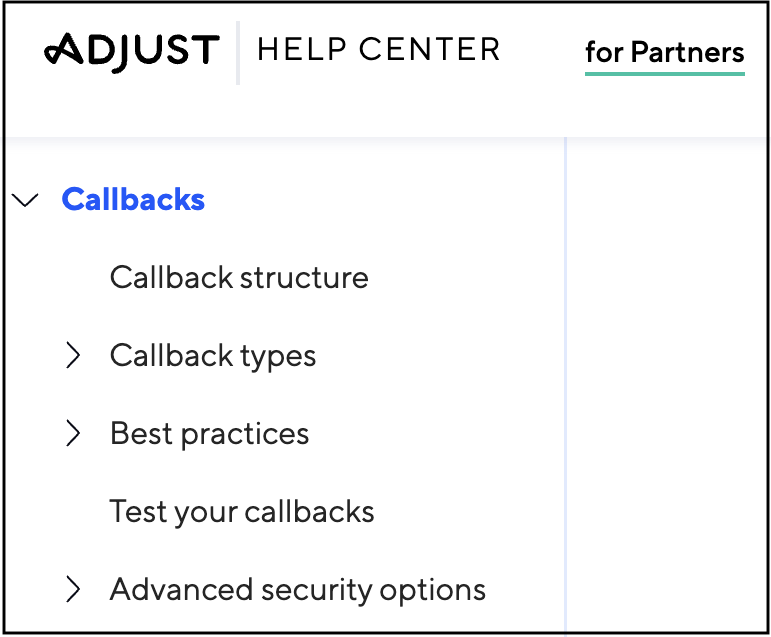 ADJUST HELP CENTER for Partners
Callbacks
Callback structure
Callback types
Best practices
Test your callbacks
Advanced security options